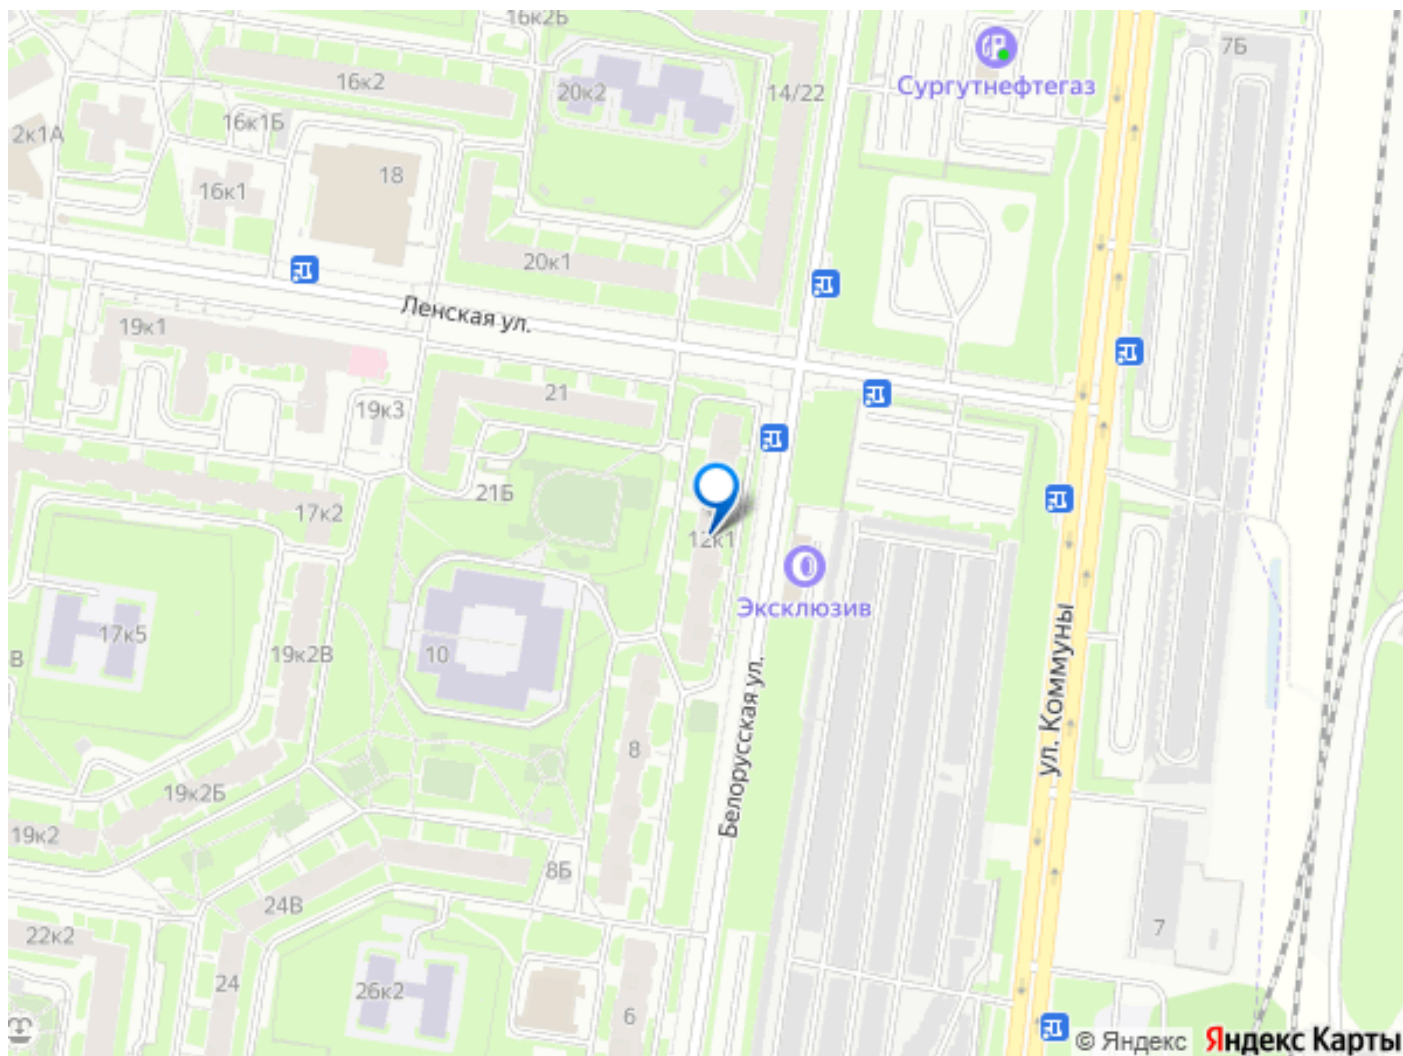 16к2Б
7Б
Сургутнефтегаз
16к2
20к2
14/22
2к1А
16к1Б
18
16к1
20к1
Ленская ул.
19к1
21
19к3
21Б
17к2
12к1
Эксклюзив
17к5
10
19к2В
В
ул. Коммуны
Белорусская ул.
8
19к2Б
19к2
8Б
24В
22к2
7
24
26к2
6
© Яндекс
Яндекс Карты